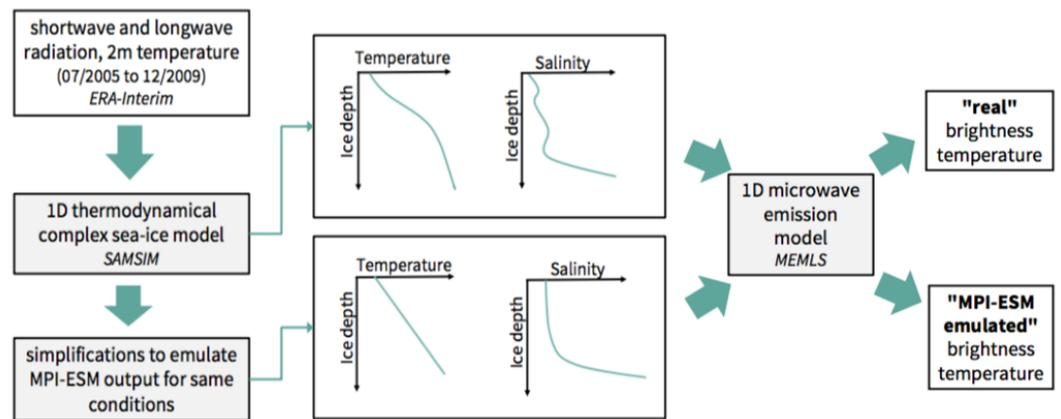 shortwave and longwave
radiation, 2m temperature
(07/2005 to 12/2009)
ERA-Interim
1D thermodynamical
complex sea-ice model
SAMSIM
simplifications to emulate
MPI-ESM output for same
conditions
Temperature
Ice depth
Salinity
Ice depth
Temperature
Ice depth
Salinity
Ice depth
1D microwave
emission
model
MEMLS
"real"
brightness
temperature
"MPI-ESM
emulated"
brightness
temperature